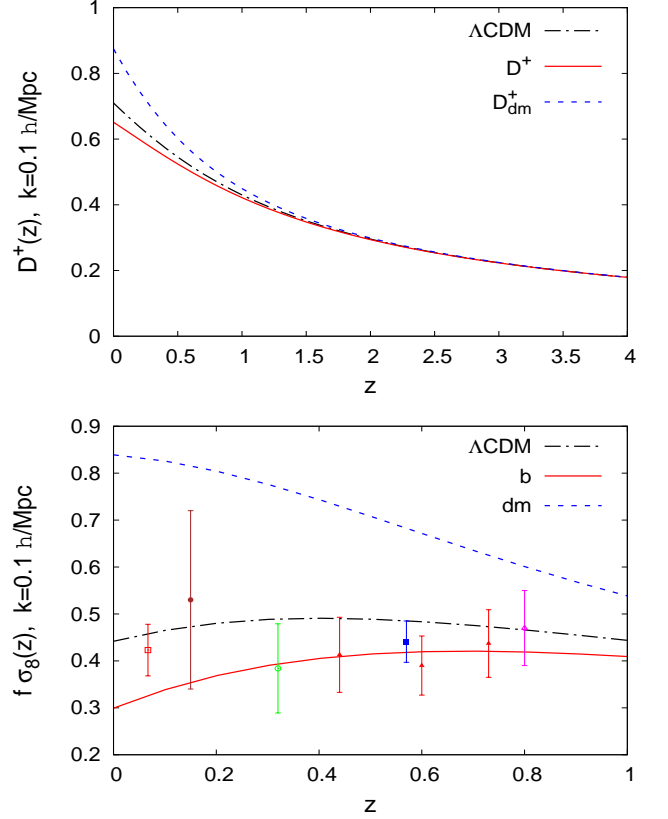 D⁺(z), k=0.1 h/Mpc
1
0.8
0.6
0.4
0.2
0
ΛCDM
D⁺
D⁺dm
0 0.5 1 1.5 2 2.5 3 3.5 4
z
f σ₈(z), k=0.1 h/Mpc
0.9
0.8
0.7
0.6
0.5
0.4
0.3
0.2
ΛCDM
b
dm
0 0.2 0.4 0.6 0.8 1
z